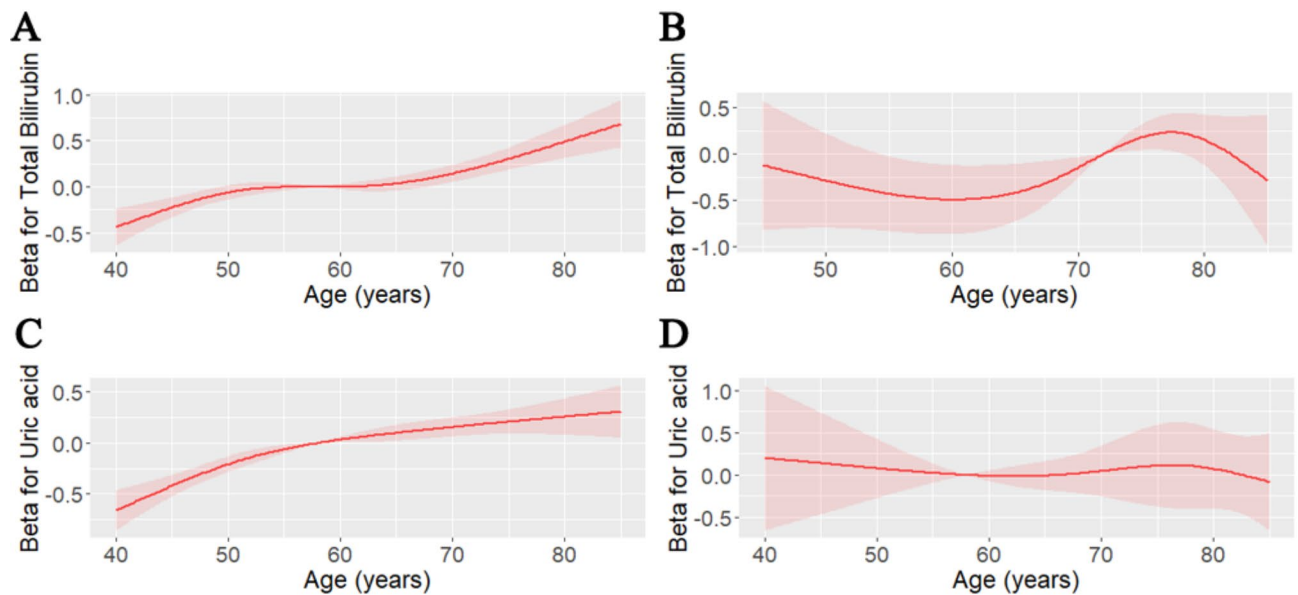 A
Beta for Total Bilirubin
1.0
0.5
0.0
-0.5
40 50 60 70 80
Age (years)
B
Beta for Total Bilirubin
0.5
0.0
-0.5
-1.0
50 60 70 80
Age (years)
C
Beta for Uric acid
0.5
0.0
-0.5
40 50 60 70 80
Age (years)
D
Beta for Uric acid
1.0
0.5
0.0
-0.5
40 50 60 70 80
Age (years)